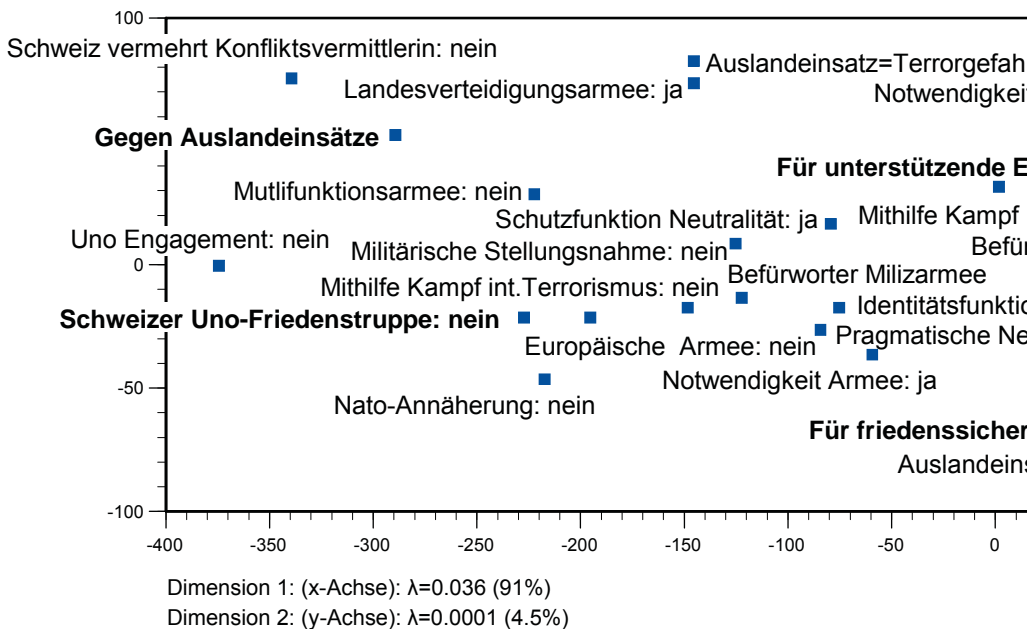 100
Schweiz vermehrt Konfliktsvermittlerin: nein
Auslandeinsatz=Terrorgefah
Landesverteidigungsarmee: ja
Notwendigkeit
Gegen Auslandeinsätze
Für unterstützende E
Mutlifunktionsarmee: nein
Schutzfunktion Neutralität: ja
Mithilfe Kampf
Uno Engagement: nein
Militärische Stellungsnahme: nein
Befür
0
Befürworter Milizarmee
Mithilfe Kampf int.Terrorismus: nein
Identitätsfunktio
Schweizer Uno-Friedenstruppe: nein
Pragmatische Ne
Europäische Armee: nein
-50
Notwendigkeit Armee: ja
Nato-Annäherung: nein
Für friedenssicher
Auslandeins
-100
-400 -350 -300 -250 -200 -150 -100 -50 0
Dimension 1: (x-Achse): λ=0.036 (91%)
Dimension 2: (y-Achse): λ=0.0001 (4.5%)